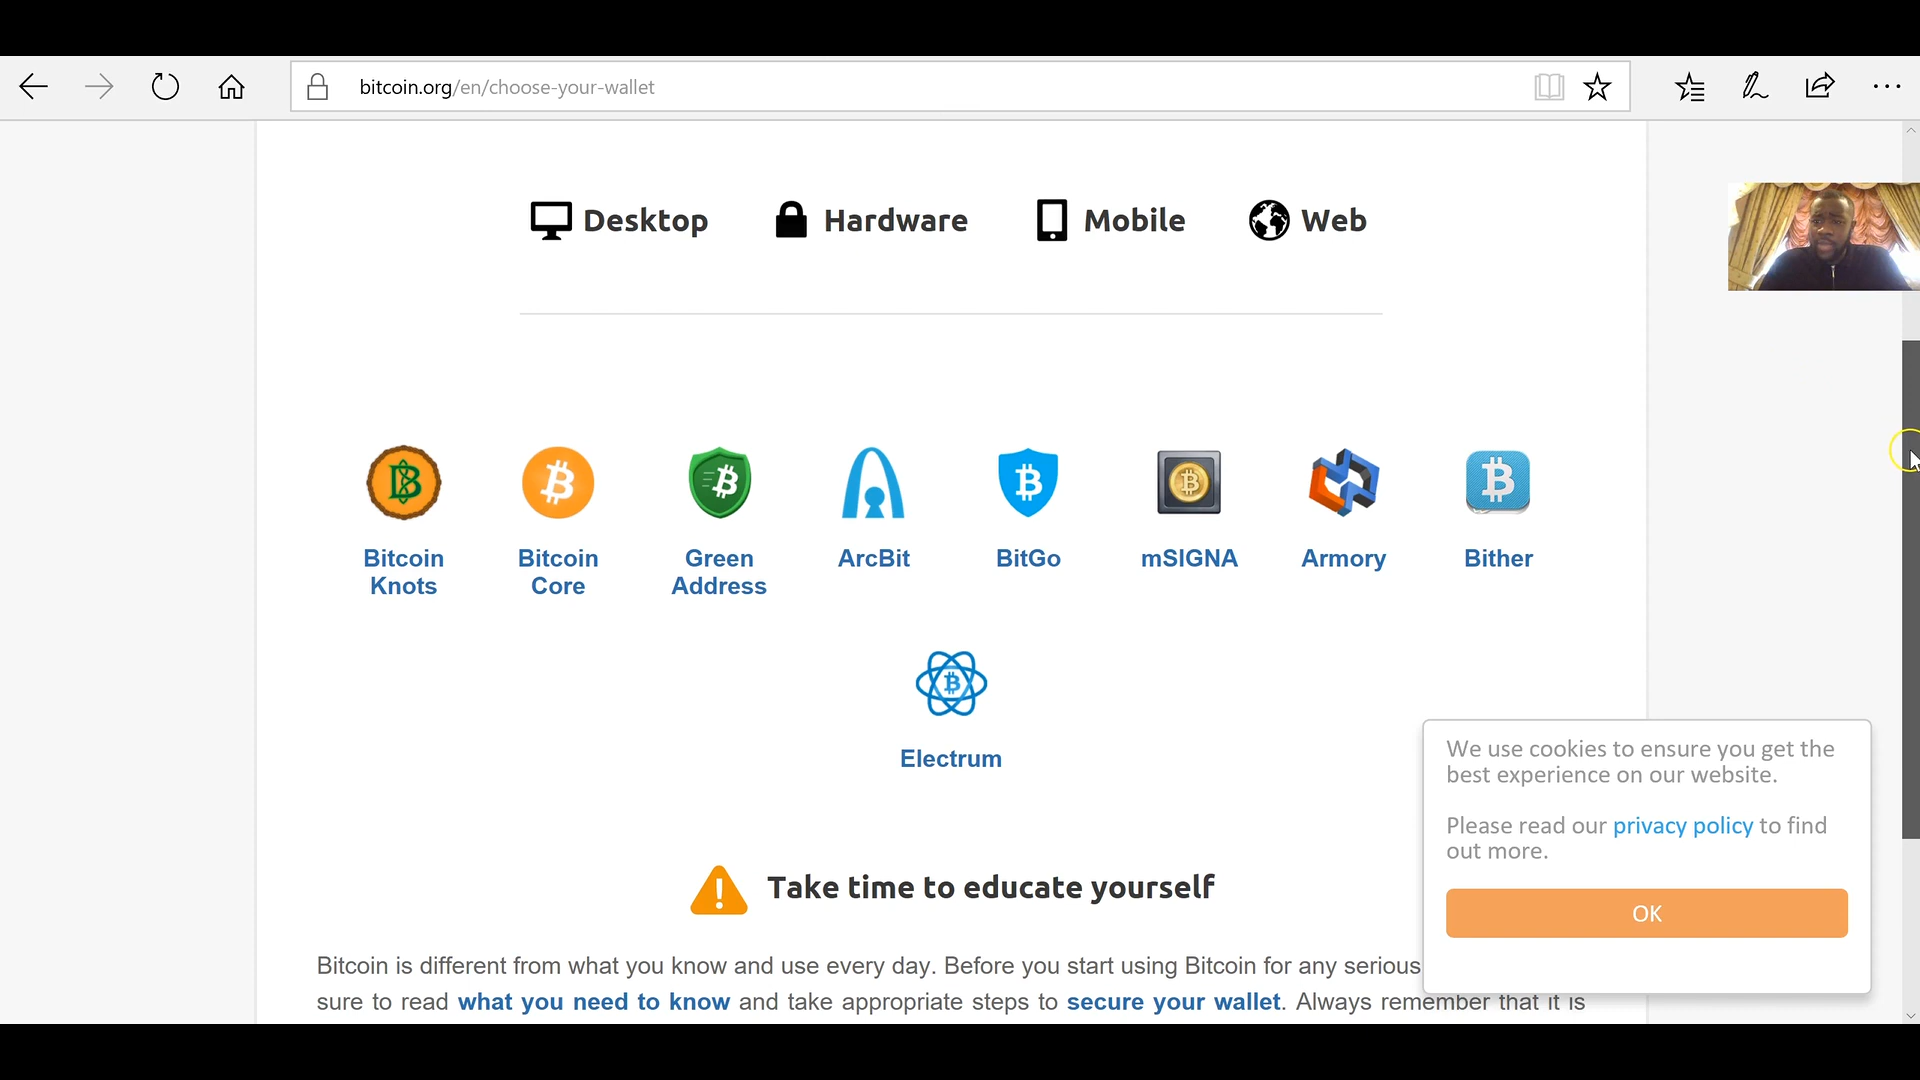 bitcoin.org/en/choose-your-wallet
Desktop Hardware Mobile Web
Bitcoin Knots
Bitcoin Core
Green Address
ArcBit
BitGo
mSIGNA
Armory
Bither
Electrum
Take time to educate yourself
Bitcoin is different from what you know and use every day. Before you start using Bitcoin for any serious
sure to read what you need to know and take appropriate steps to secure your wallet. Always remember that it is
We use cookies to ensure you get the
best experience on our website.
Please read our privacy policy to find
out more.
OK